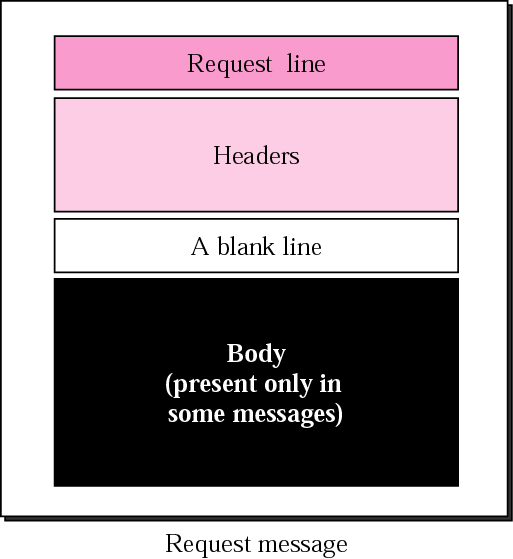 Request line
Headers
A blank line
Body
(present only in
some messages)
Request message